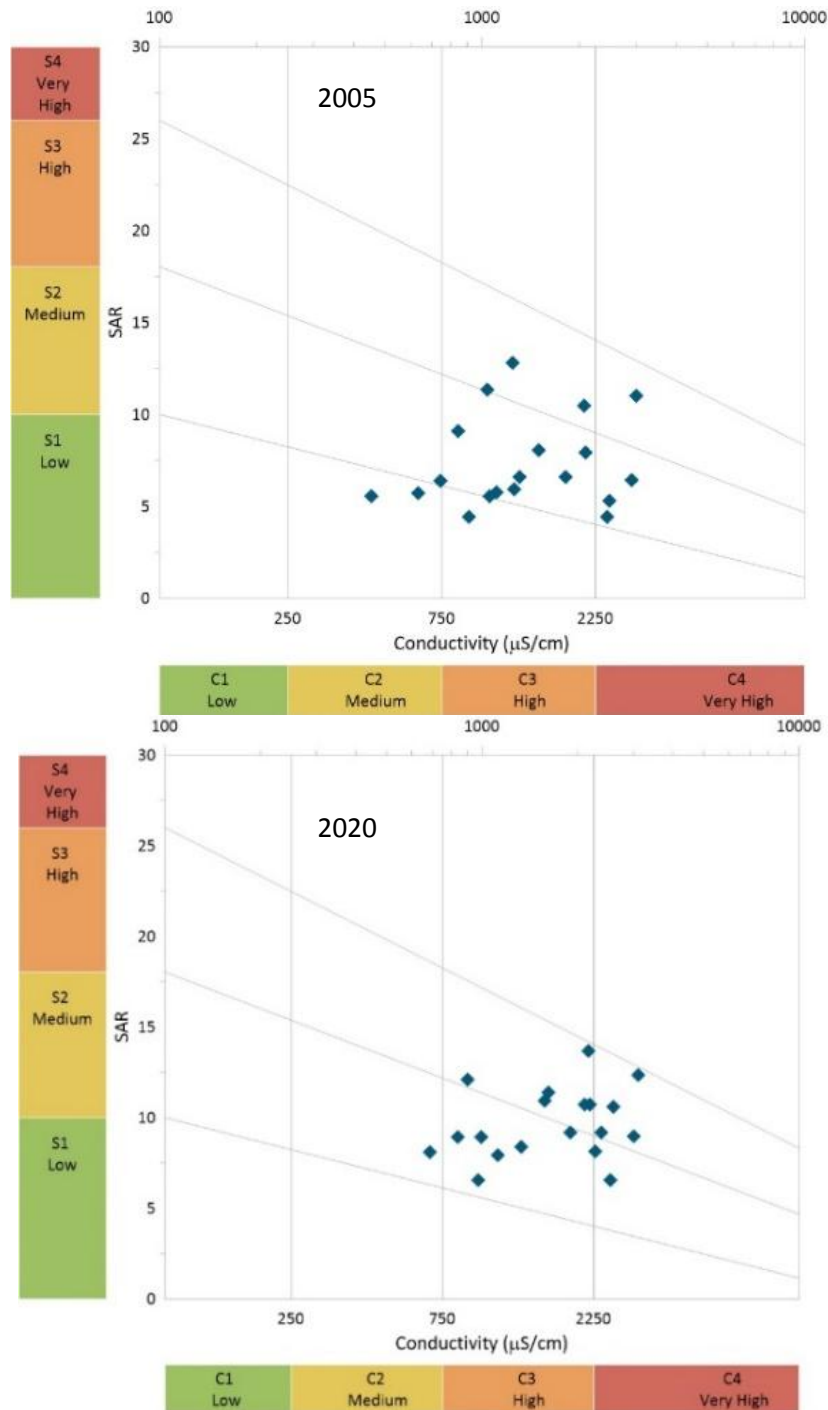 100 1000 10000
S4
Very
High
S3
High
S2
Medium
S1
Low
SAR
30
25
20
15
10
5
0
2005
250 750 2250
Conductivity (μS/cm)
C1 C2 C3 C4
Low Medium High Very High
100 1000 10000
S4
Very
High
S3
High
S2
Medium
S1
Low
SAR
30
25
20
15
10
5
0
2020
250 750 2250
Conductivity (μS/cm)
C1 C2 C3 C4
Low Medium High Very High